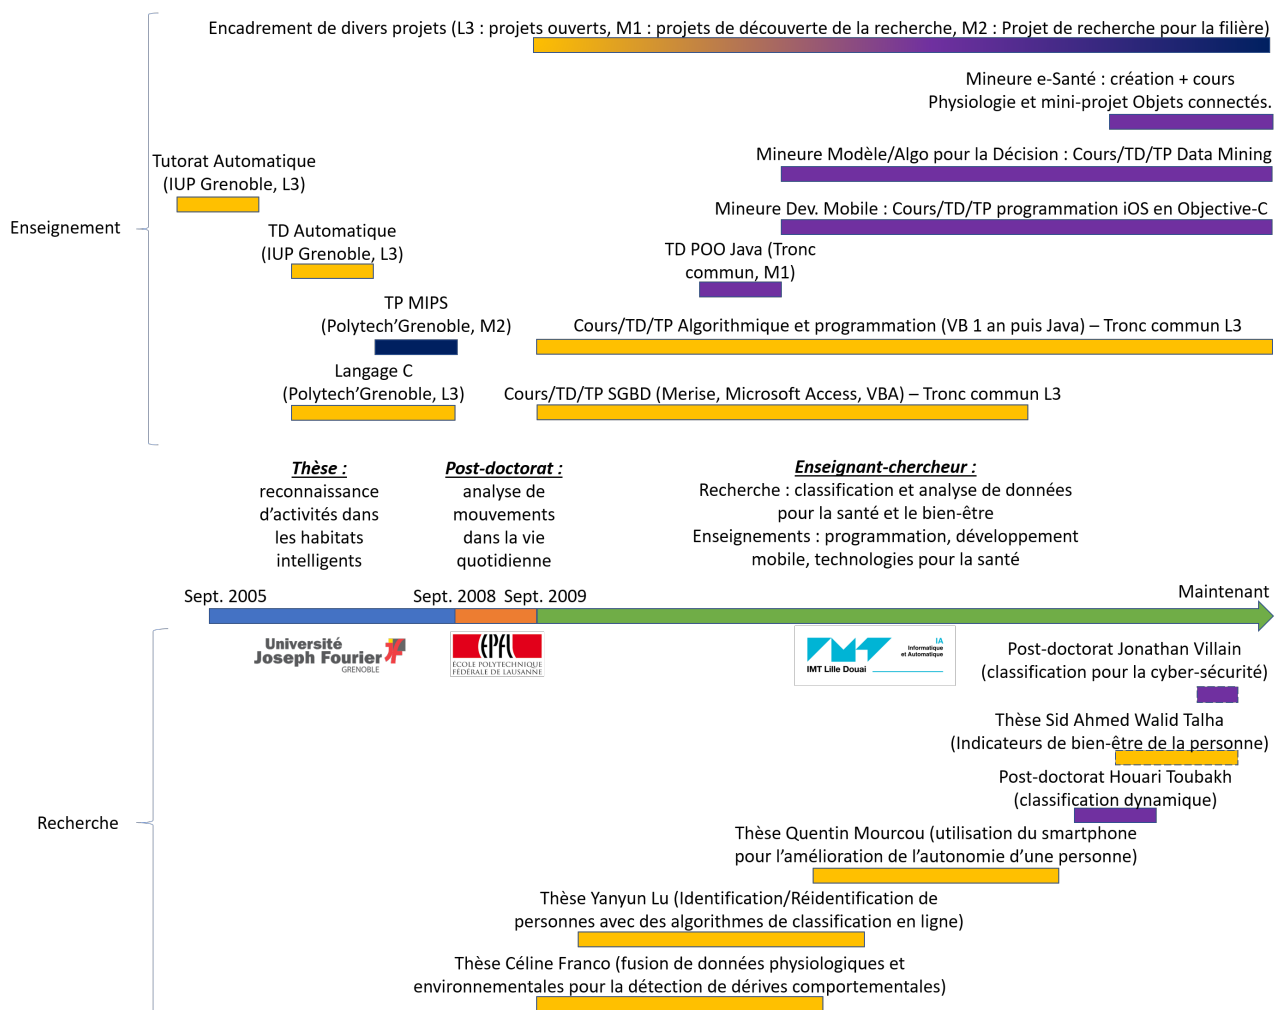 Encadrement de divers projets (L3 : projets ouverts, M1 : projets de découverte de la recherche, M2 : Projet de recherche pour la filière)
Mineure e-Santé : création + cours
Physiologie et mini-projet Objets connectés.
Mineure Modèle/Algo pour la Décision : Cours/TD/TP Data Mining
Tutorat Automatique
(IUP Grenoble, L3)
Mineure Dev. Mobile : Cours/TD/TP programmation iOS en Objective-C
Enseignement
TD Automatique
(IUP Grenoble, L3)
TD POO Java (Tronc
commun, M1)
TP MIPS
(Polytech’Grenoble, M2)
Cours/TD/TP Algorithmique et programmation (VB 1 an puis Java) – Tronc commun L3
Langage C
(Polytech’Grenoble, L3)
Cours/TD/TP SGBD (Merise, Microsoft Access, VBA) – Tronc commun L3
Thèse :
reconnaissance
d’activités dans
les habitats
intelligents
Post-doctorat :
analyse de
mouvements
dans la vie
quotidienne
Enseignant-chercheur :
Recherche : classification et analyse de données
pour la santé et le bien-être
Enseignements : programmation, développement
mobile, technologies pour la santé
Sept. 2005
Sept. 2008
Sept. 2009
Maintenant
Université
Joseph Fourier
GRENOBLE
EPFL
ÉCOLE POLYTECHNIQUE
FÉDÉRALE DE LAUSANNE
IMT Lille Douai
IA
Informatique
et Automatique
Post-doctorat Jonathan Villain
(classification pour la cyber-sécurité)
Thèse Sid Ahmed Walid Talha
(Indicateurs de bien-être de la personne)
Post-doctorat Houari Toubakh
(classification dynamique)
Recherche
Thèse Quentin Mourcou (utilisation du smartphone
pour l’amélioration de l’autonomie d’une personne)
Thèse Yanyun Lu (Identification/Réidentification de
personnes avec des algorithmes de classification en ligne)
Thèse Céline Franco (fusion de données physiologiques et
environnementales pour la détection de dérives comportementales)